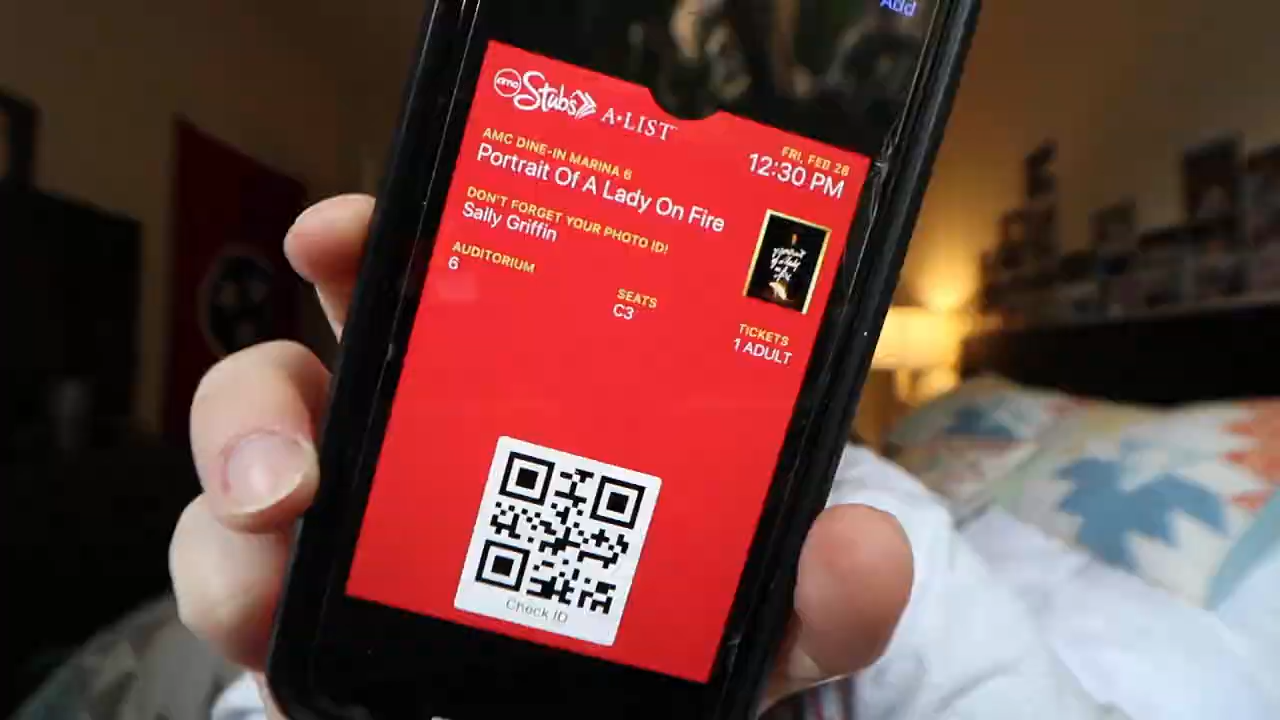 Add
amc Stubs A·LIST
FRI, FEB 28
12:30 PM
AMC DINE-IN MARINA 6
Portrait Of A Lady On Fire
DON'T FORGET YOUR PHOTO ID!
Sally Griffin
AUDITORIUM
6
SEATS
C3
TICKETS
1 ADULT
Check ID